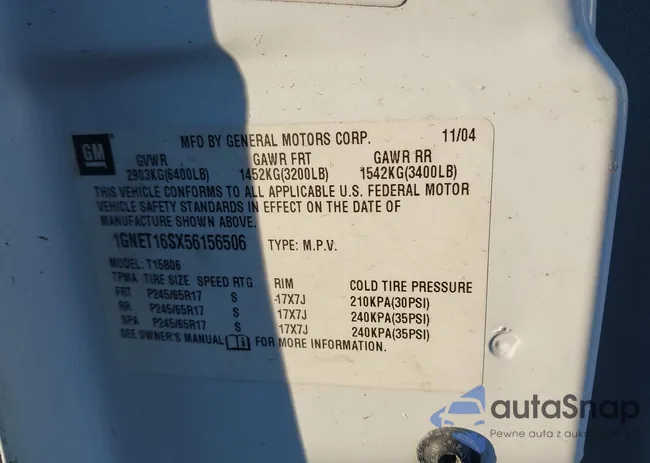 GM
MFD BY GENERAL MOTORS CORP. 11/04
GVWR GAWR FRT GAWR RR
2903KG(6400LB) 1452KG(3200LB) 1542KG(3400LB)
THIS VEHICLE CONFORMS TO ALL APPLICABLE U.S. FEDERAL MOTOR
VEHICLE SAFETY STANDARDS IN EFFECT ON THE DATE OF
MANUFACTURE SHOWN ABOVE.
1GNET16SX56156506 TYPE: M.P.V.
MODEL: T15806
TPMA TIRE SIZE SPEED RTG RIM COLD TIRE PRESSURE
FRT P245/65R17 S 17X7J 210KPA(30PSI)
RR P245/65R17 S 17X7J 240KPA(35PSI)
SPA P245/65R17 S 17X7J 240KPA(35PSI)
SEE OWNER'S MANUAL FOR MORE INFORMATION.
autaSnap
Pewne auta z auk